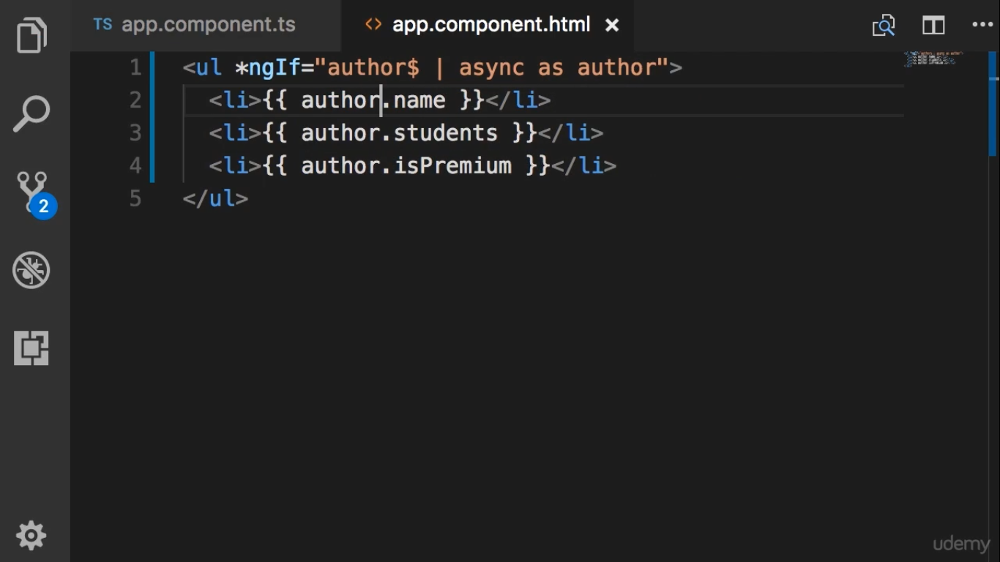 TS app.component.ts <> app.component.html ×
1 <ul *ngIf="author$ | async as author">
2   <li>{{ author.name }}</li>
3   <li>{{ author.students }}</li>
4   <li>{{ author.isPremium }}</li>
5 </ul>
2
udemy